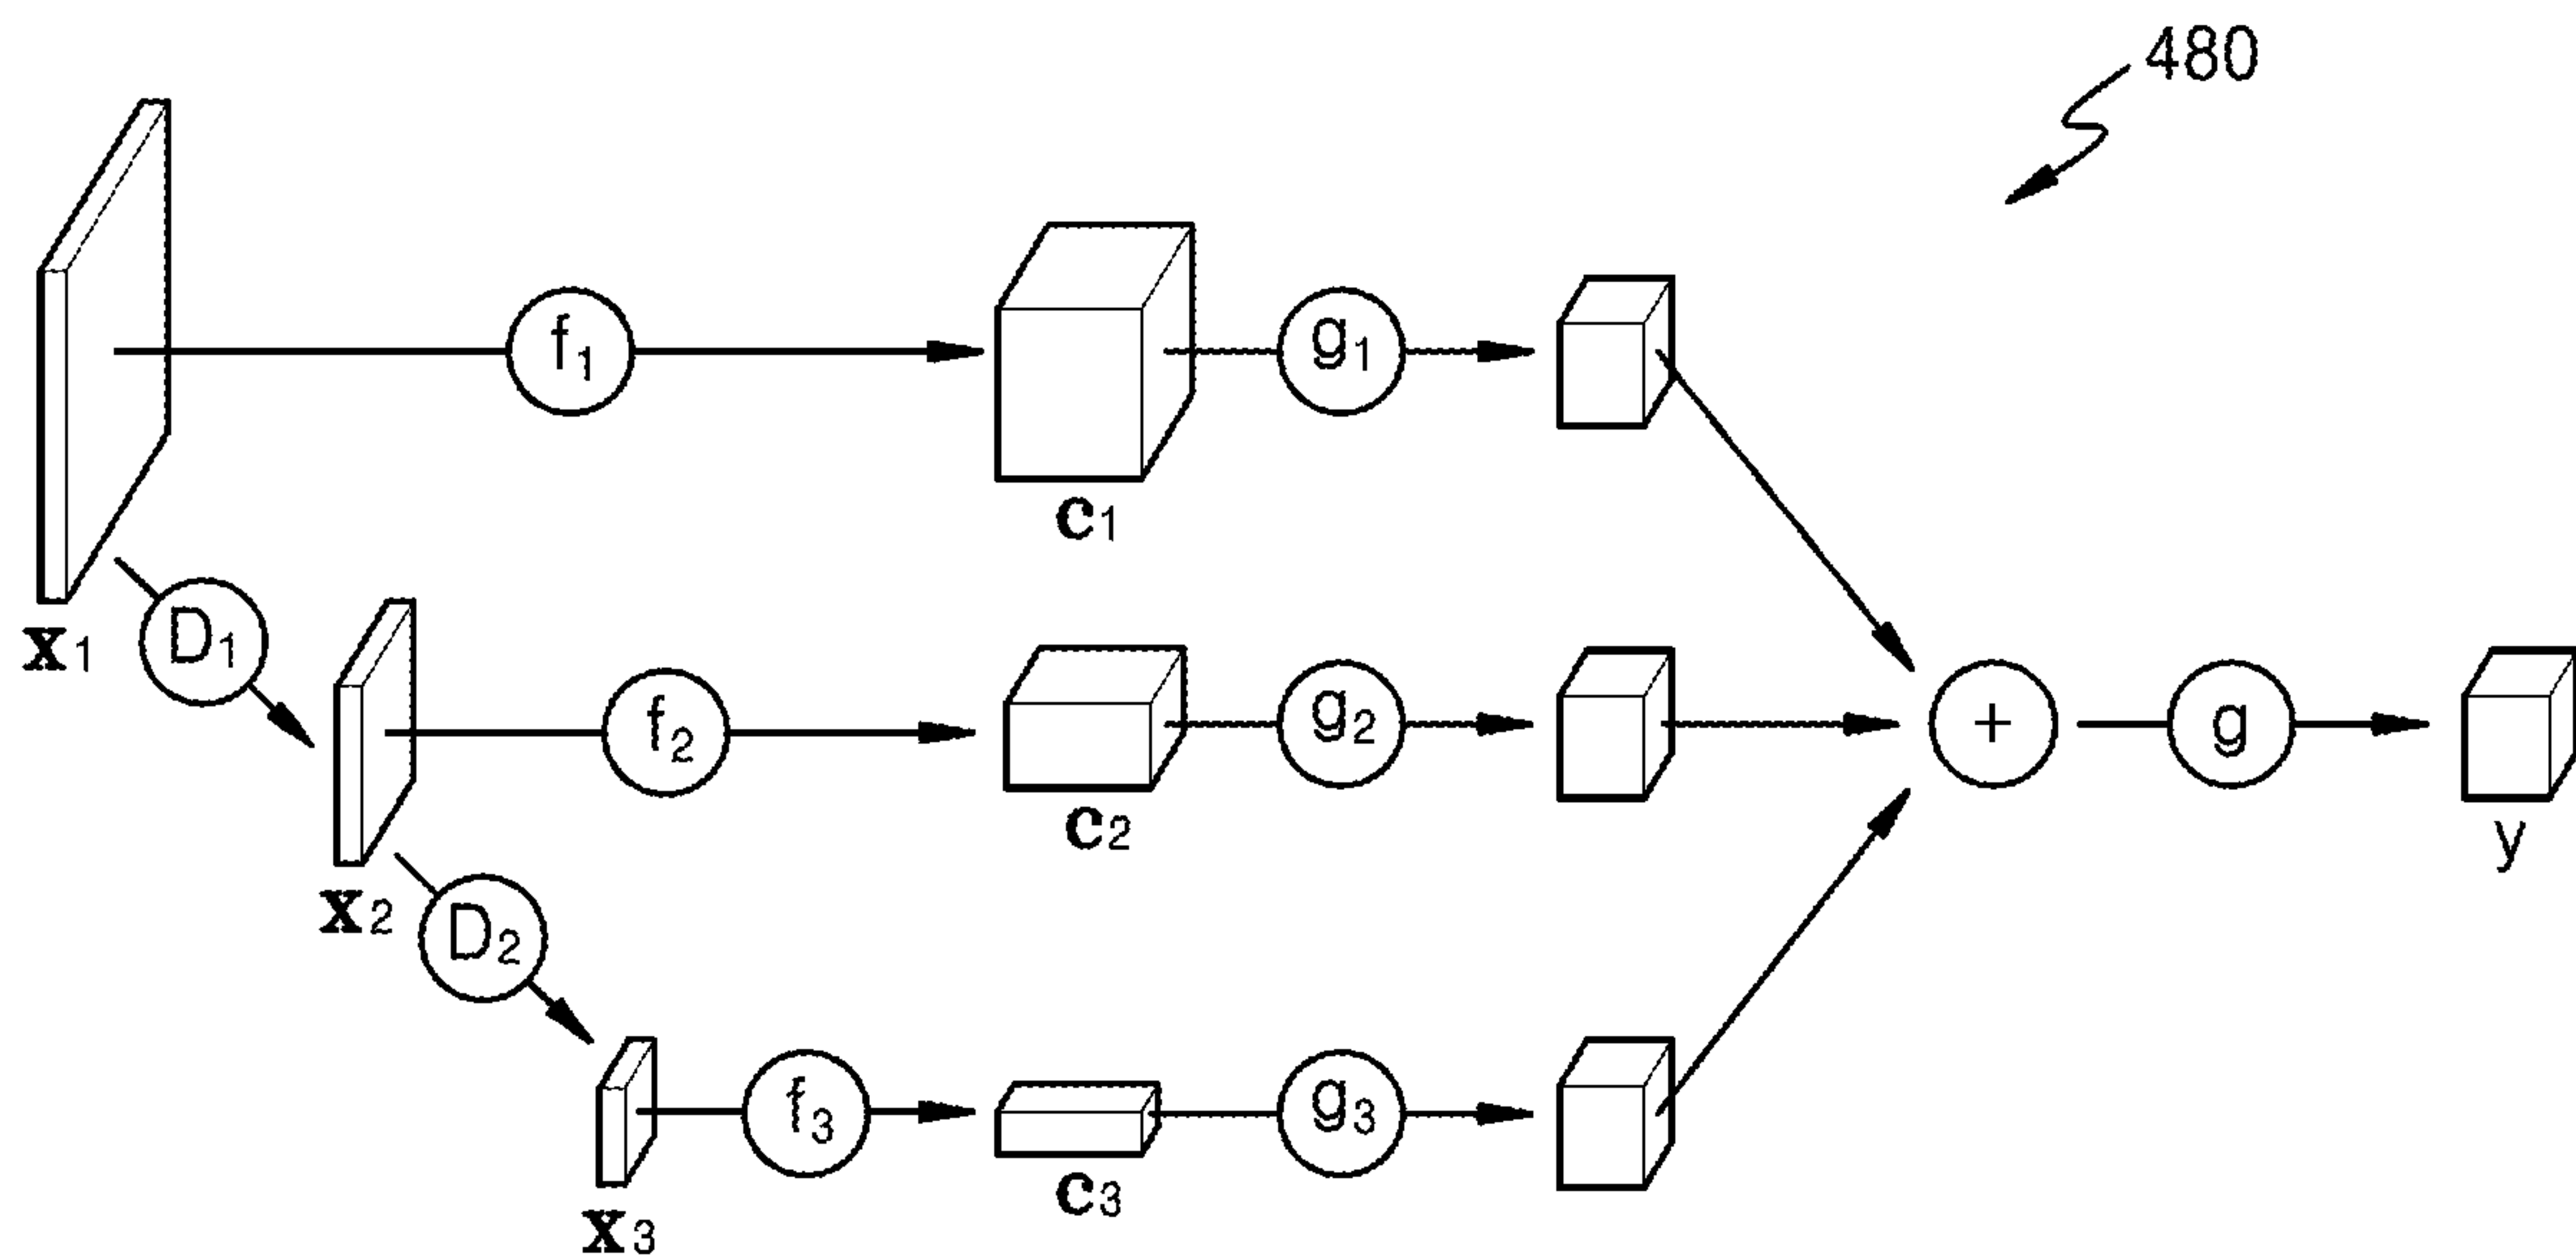 480
f₁
g₁
c₁
x₁
D₁
f₂
g₂
+
g
c₂
y
x₂
D₂
f₃
g₃
c₃
x₃